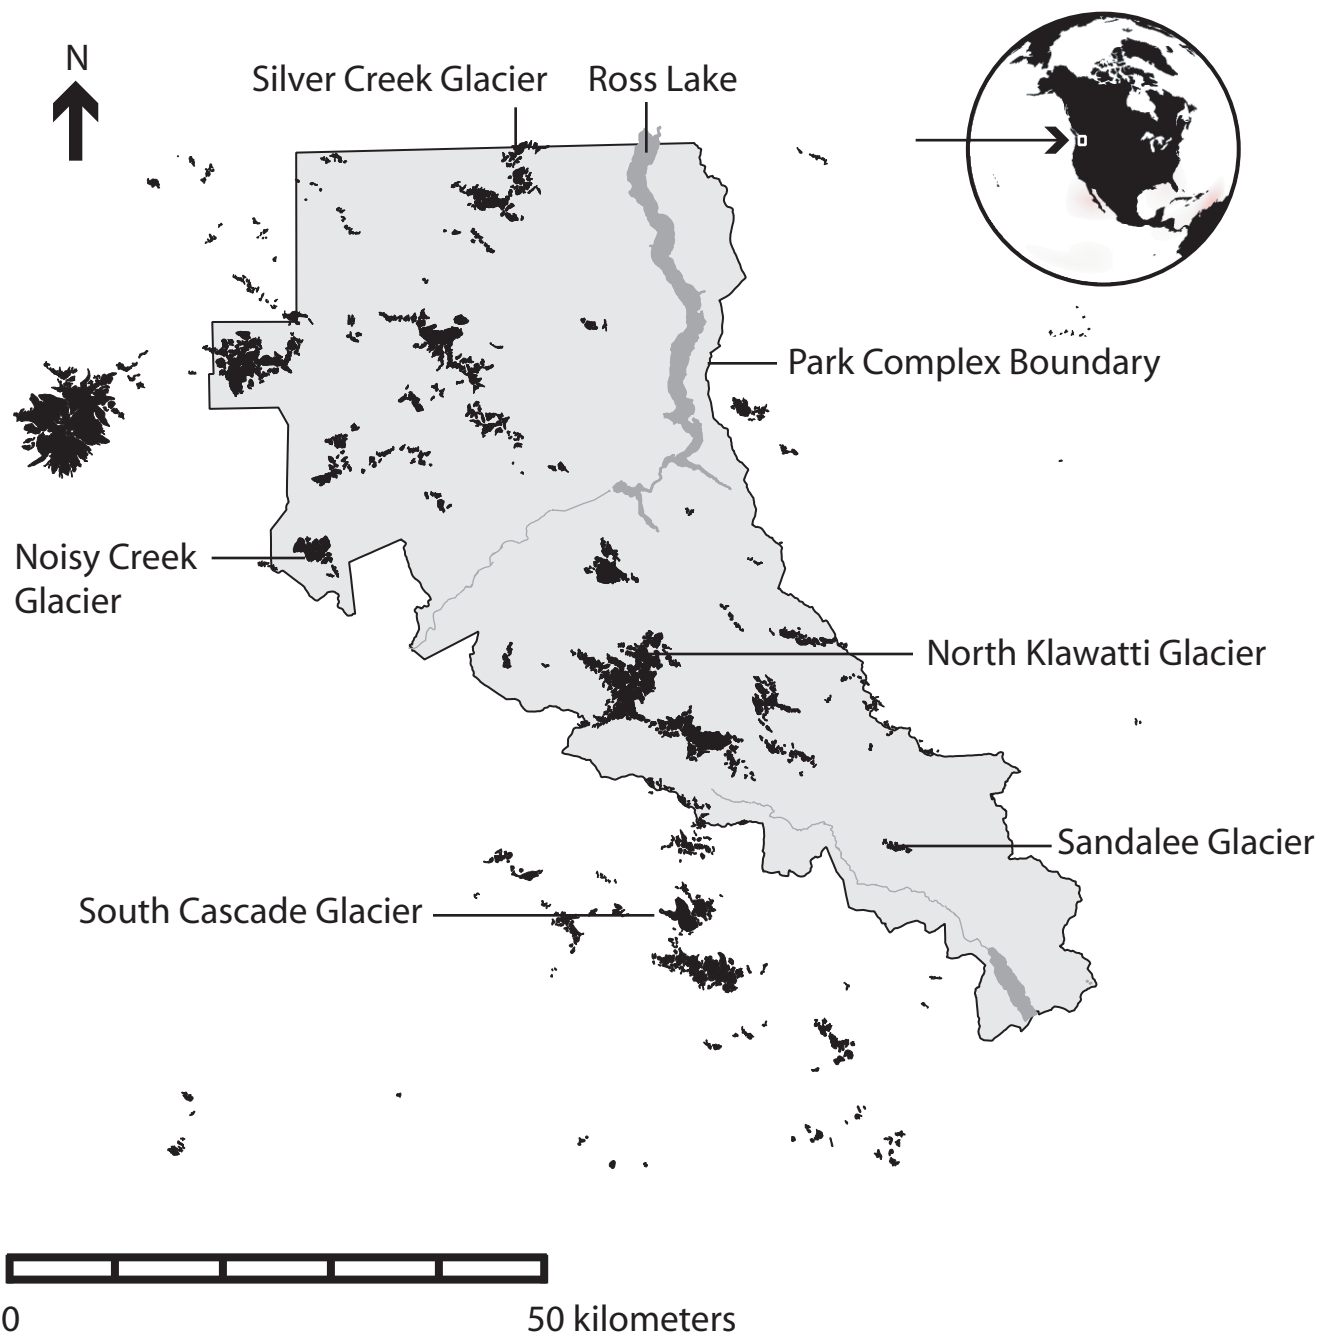 N
Silver Creek Glacier
Ross Lake
Park Complex Boundary
Noisy Creek
Glacier
North Klawatti Glacier
Sandalee Glacier
South Cascade Glacier
0
50 kilometers